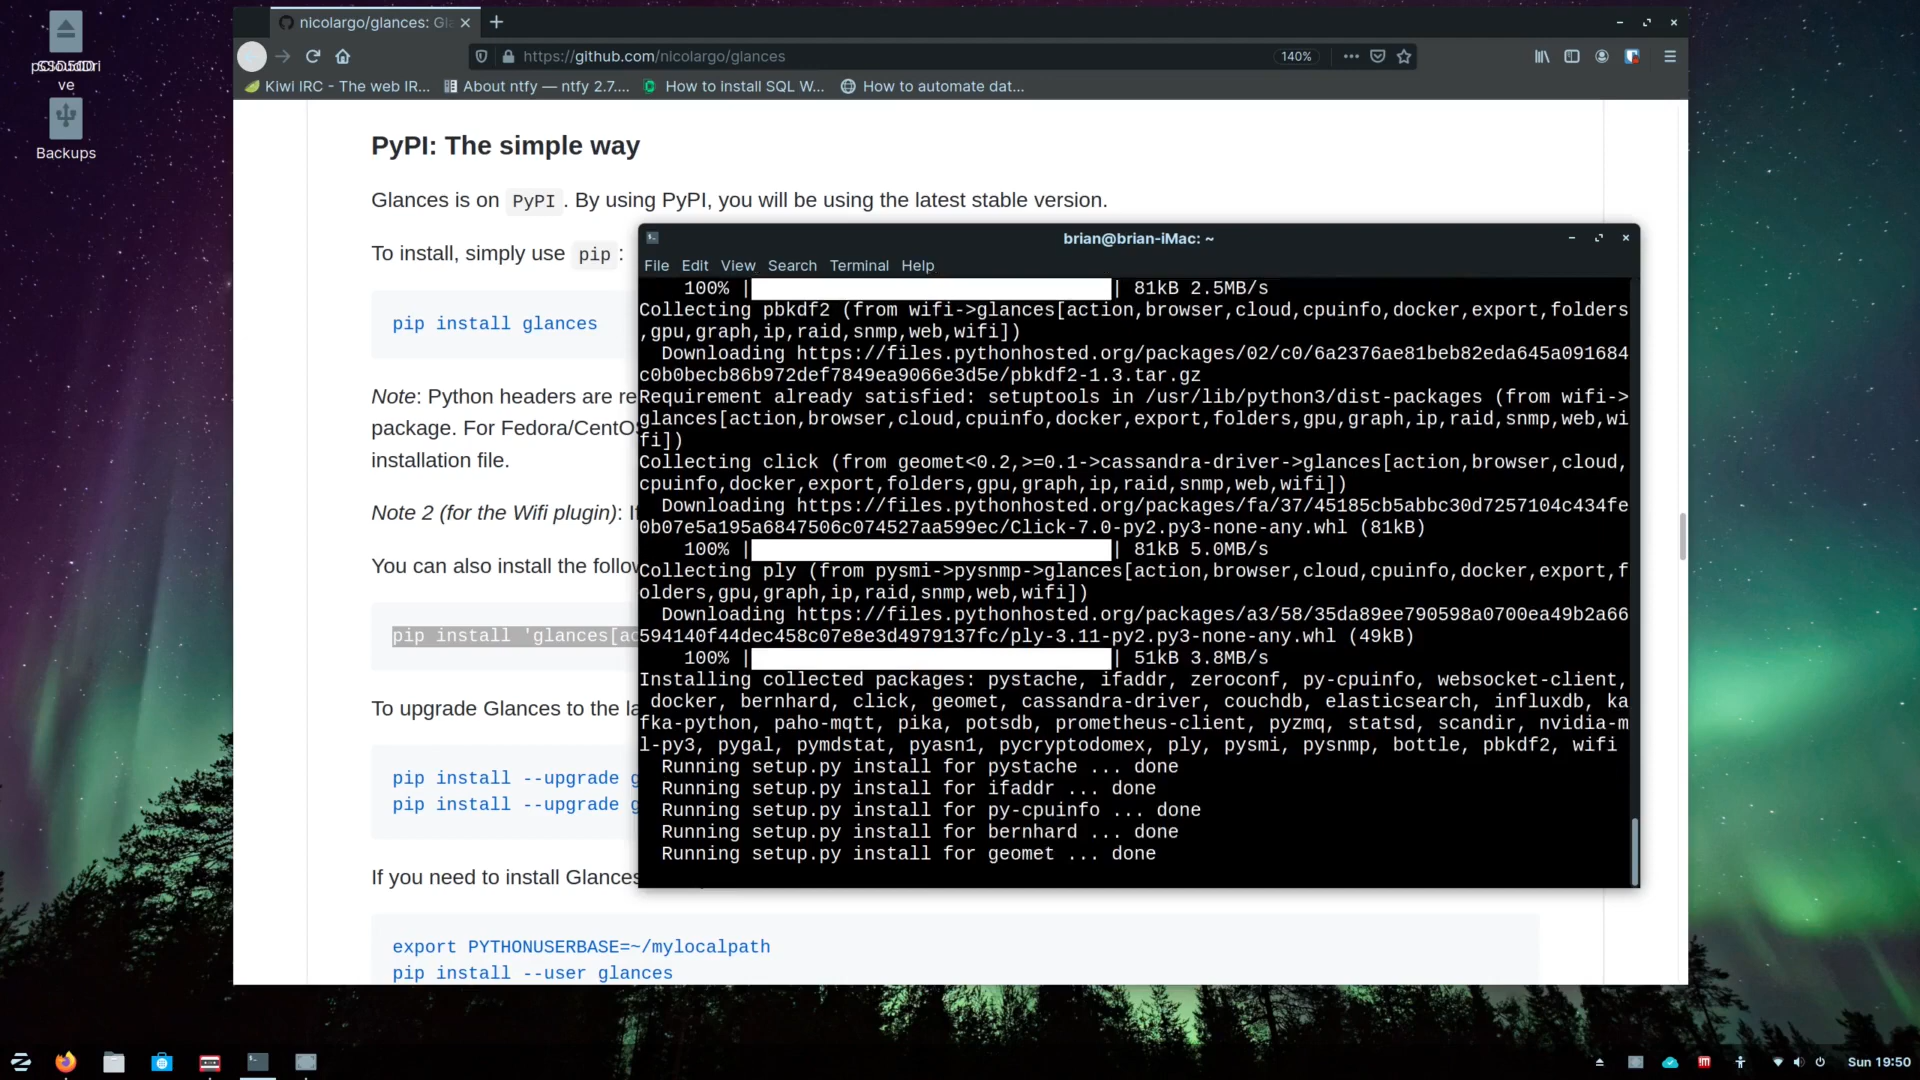 nicolargo/glances: Gl
https://github.com/nicolargo/glances
140%
Kiwi IRC - The web IR...
About ntfy — ntfy 2.7....
How to install SQL W...
How to automate dat...
ve
Backups
PyPI: The simple way
Glances is on PyPI. By using PyPI, you will be using the latest stable version.
To install, simply use pip:
pip install glances
Note: Python headers are re
package. For Fedora/CentOS
installation file.
Note 2 (for the Wifi plugin): If
You can also install the follow
pip install 'glances[ac
To upgrade Glances to the la
pip install --upgrade g
pip install --upgrade g
If you need to install Glances
export PYTHONUSERBASE=~/mylocalpath
pip install --user glances
brian@brian-iMac: ~
File Edit View Search Terminal Help
100% | | 81kB 2.5MB/s
Collecting pbkdf2 (from wifi->glances[action,browser,cloud,cpuinfo,docker,export,folders
,gpu,graph,ip,raid,snmp,web,wifi])
Downloading https://files.pythonhosted.org/packages/02/c0/6a2376ae81beb82eda645a091684
c0b0becb86b972def7849ea9066e3d5e/pbkdf2-1.3.tar.gz
Requirement already satisfied: setuptools in /usr/lib/python3/dist-packages (from wifi->
glances[action,browser,cloud,cpuinfo,docker,export,folders,gpu,graph,ip,raid,snmp,web,wi
fi])
Collecting click (from geomet<0.2,>=0.1->cassandra-driver->glances[action,browser,cloud,
cpuinfo,docker,export,folders,gpu,graph,ip,raid,snmp,web,wifi])
Downloading https://files.pythonhosted.org/packages/fa/37/45185cb5abbc30d7257104c434fe
0b07e5a195a6847506c074527aa599ec/Click-7.0-py2.py3-none-any.whl (81kB)
100% | | 81kB 5.0MB/s
Collecting ply (from pysmi->pysnmp->glances[action,browser,cloud,cpuinfo,docker,export,f
olders,gpu,graph,ip,raid,snmp,web,wifi])
Downloading https://files.pythonhosted.org/packages/a3/58/35da89ee790598a0700ea49b2a66
594140f44dec458c07e8e3d4979137fc/ply-3.11-py2.py3-none-any.whl (49kB)
100% | | 51kB 3.8MB/s
Installing collected packages: pystache, ifaddr, zeroconf, py-cpuinfo, websocket-client,
docker, bernhard, click, geomet, cassandra-driver, couchdb, elasticsearch, influxdb, ka
fka-python, paho-mqtt, pika, potsdb, prometheus-client, pyzmq, statsd, scandir, nvidia-m
l-py3, pygal, pymdstat, pyasn1, pycryptodomex, ply, pysmi, pysnmp, bottle, pbkdf2, wifi
Running setup.py install for pystache ... done
Running setup.py install for ifaddr ... done
Running setup.py install for py-cpuinfo ... done
Running setup.py install for bernhard ... done
Running setup.py install for geomet ... done
Sun 19:50